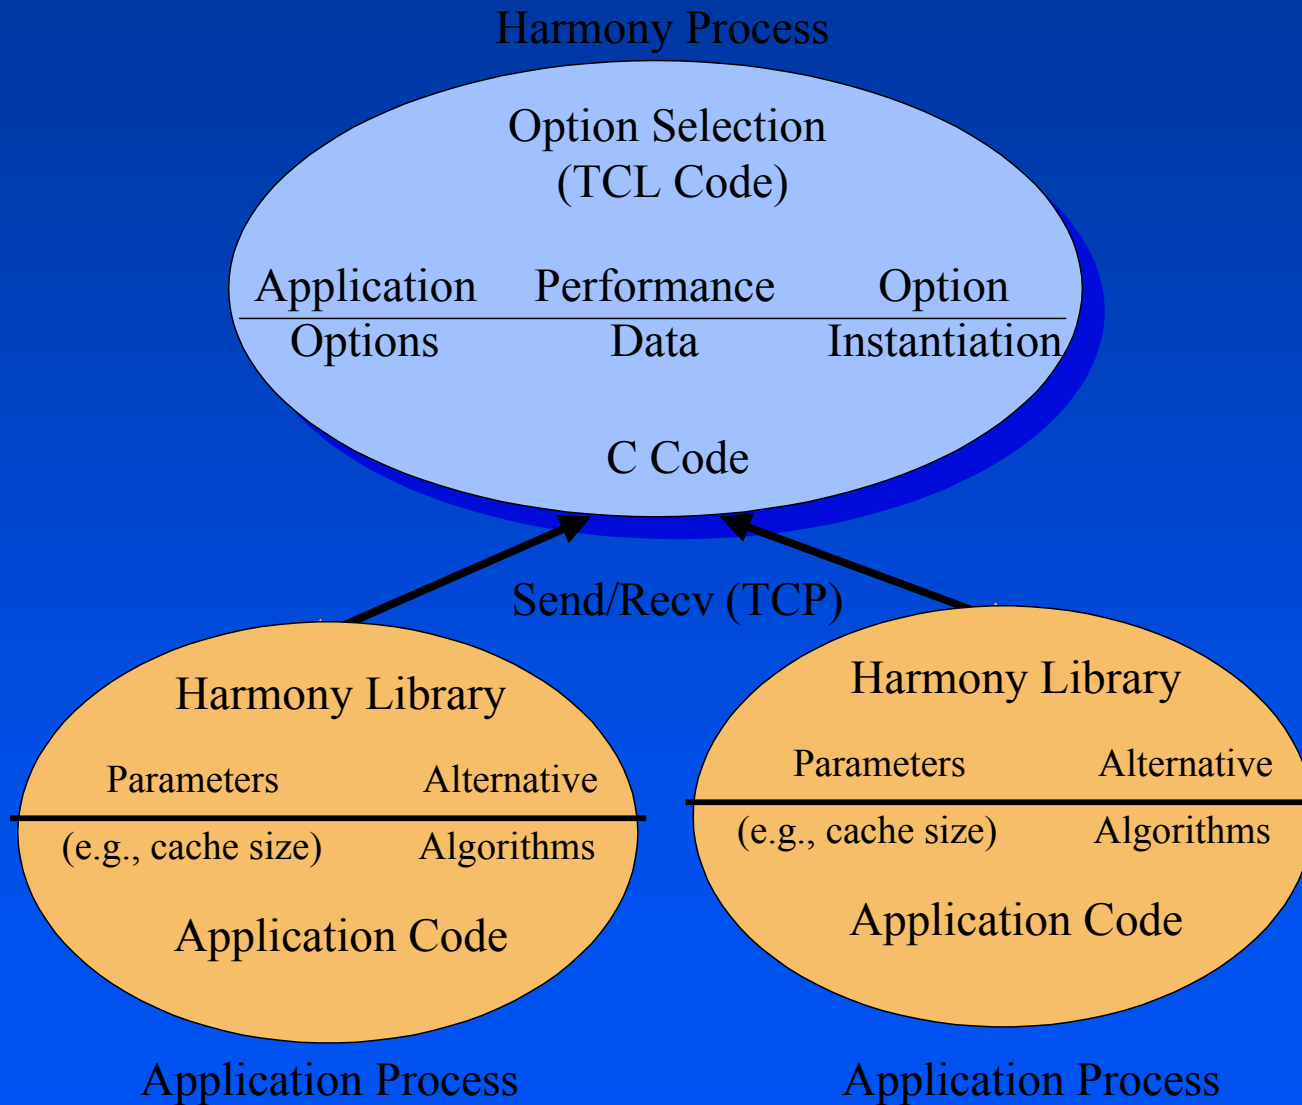 Harmony Process
Option Selection
(TCL Code)
Application Performance Option
Options Data Instantiation
C Code
Send/Recv (TCP)
Harmony Library
Parameters Alternative
(e.g., cache size) Algorithms
Application Code
Application Process
Harmony Library
Parameters Alternative
(e.g., cache size) Algorithms
Application Code
Application Process